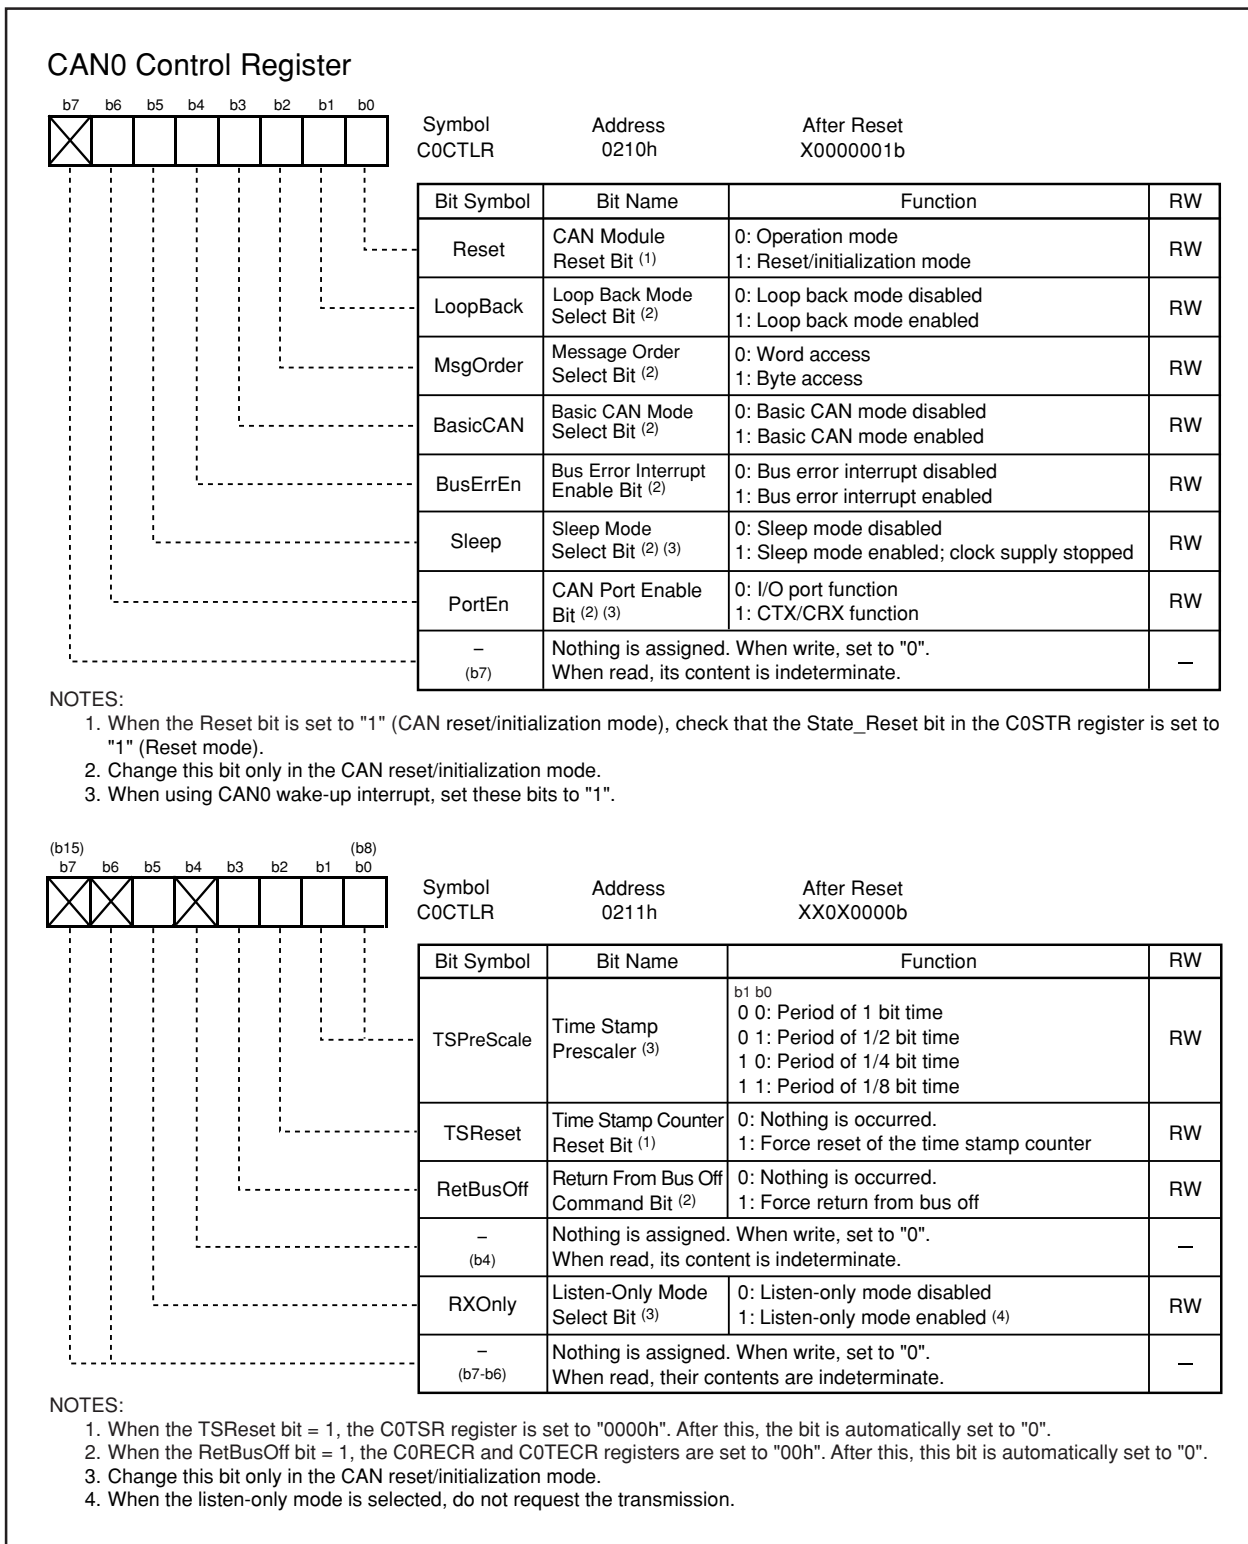 CAN0 Control Register
b7 b6 b5 b4 b3 b2 b1 b0
Symbol Address After Reset
C0CTLR 0210h X0000001b
Bit Symbol Bit Name Function RW
Reset CAN Module Reset Bit (1) 0: Operation mode RW
1: Reset/initialization mode
LoopBack Loop Back Mode Select Bit (2) 0: Loop back mode disabled RW
1: Loop back mode enabled
MsgOrder Message Order Select Bit (2) 0: Word access RW
1: Byte access
BasicCAN Basic CAN Mode Select Bit (2) 0: Basic CAN mode disabled RW
1: Basic CAN mode enabled
BusErrEn Bus Error Interrupt Enable Bit (2) 0: Bus error interrupt disabled RW
1: Bus error interrupt enabled
Sleep Sleep Mode Select Bit (2) (3) 0: Sleep mode disabled RW
1: Sleep mode enabled; clock supply stopped
PortEn CAN Port Enable Bit (2) (3) 0: I/O port function RW
1: CTX/CRX function
– (b7) Nothing is assigned. When write, set to "0". –
When read, its content is indeterminate.
NOTES:
1. When the Reset bit is set to "1" (CAN reset/initialization mode), check that the State_Reset bit in the C0STR register is set to
"1" (Reset mode).
2. Change this bit only in the CAN reset/initialization mode.
3. When using CAN0 wake-up interrupt, set these bits to "1".
(b15) (b8)
b7 b6 b5 b4 b3 b2 b1 b0
Symbol Address After Reset
C0CTLR 0211h XX0X0000b
Bit Symbol Bit Name Function RW
b1 b0
TSPreScale Time Stamp Prescaler (3) 0 0: Period of 1 bit time RW
0 1: Period of 1/2 bit time
1 0: Period of 1/4 bit time
1 1: Period of 1/8 bit time
TSReset Time Stamp Counter Reset Bit (1) 0: Nothing is occurred. RW
1: Force reset of the time stamp counter
RetBusOff Return From Bus Off Command Bit (2) 0: Nothing is occurred. RW
1: Force return from bus off
– (b4) Nothing is assigned. When write, set to "0". –
When read, its content is indeterminate.
RXOnly Listen-Only Mode Select Bit (3) 0: Listen-only mode disabled RW
1: Listen-only mode enabled (4)
– (b7-b6) Nothing is assigned. When write, set to "0". –
When read, their contents are indeterminate.
NOTES:
1. When the TSReset bit = 1, the C0TSR register is set to "0000h". After this, the bit is automatically set to "0".
2. When the RetBusOff bit = 1, the C0RECR and C0TECR registers are set to "00h". After this, this bit is automatically set to "0".
3. Change this bit only in the CAN reset/initialization mode.
4. When the listen-only mode is selected, do not request the transmission.